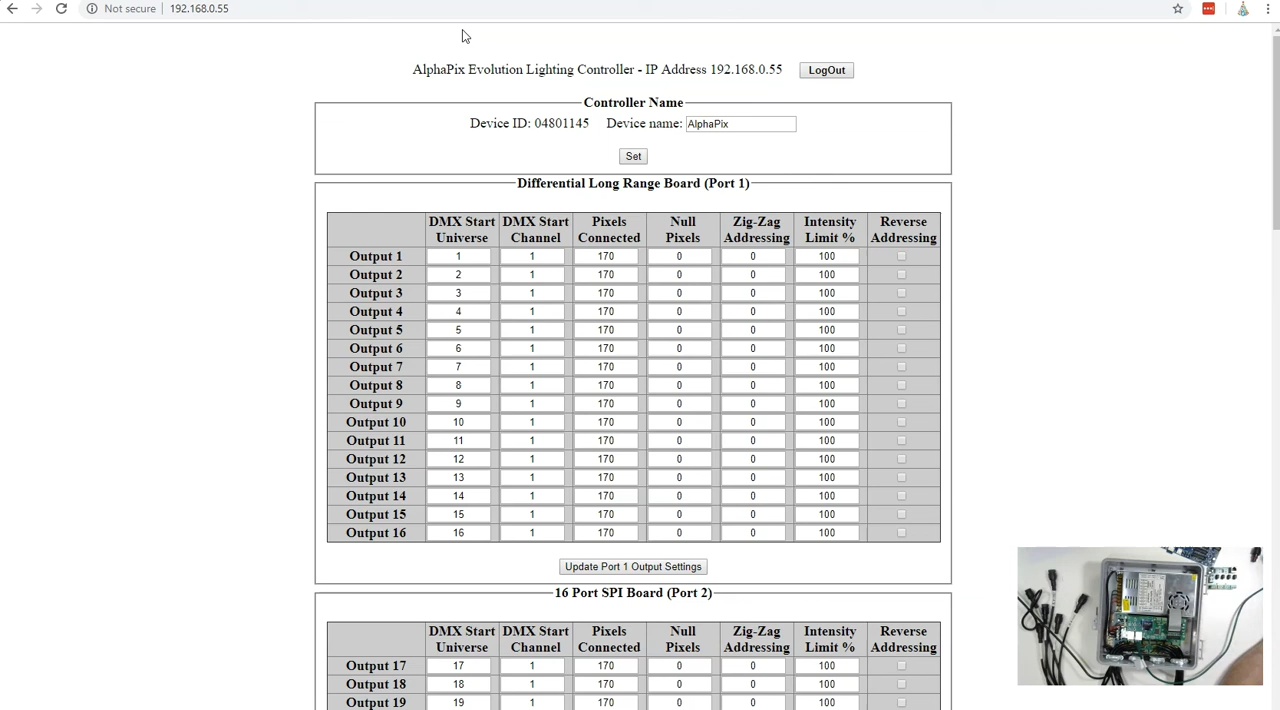 Not secure 192.168.0.55
AlphaPix Evolution Lighting Controller - IP Address 192.168.0.55 LogOut
Controller Name
Device ID: 04801145 Device name: AlphaPix
Set
Differential Long Range Board (Port 1)
DMX Start Universe DMX Start Channel Pixels Connected Null Pixels Zig-Zag Addressing Intensity Limit % Reverse Addressing
Output 1 1 1 170 0 0 100
Output 2 2 1 170 0 0 100
Output 3 3 1 170 0 0 100
Output 4 4 1 170 0 0 100
Output 5 5 1 170 0 0 100
Output 6 6 1 170 0 0 100
Output 7 7 1 170 0 0 100
Output 8 8 1 170 0 0 100
Output 9 9 1 170 0 0 100
Output 10 10 1 170 0 0 100
Output 11 11 1 170 0 0 100
Output 12 12 1 170 0 0 100
Output 13 13 1 170 0 0 100
Output 14 14 1 170 0 0 100
Output 15 15 1 170 0 0 100
Output 16 16 1 170 0 0 100
Update Port 1 Output Settings
16 Port SPI Board (Port 2)
DMX Start Universe DMX Start Channel Pixels Connected Null Pixels Zig-Zag Addressing Intensity Limit % Reverse Addressing
Output 17 17 1 170 0 0 100
Output 18 18 1 170 0 0 100
Output 19 19 1 170 0 0 100